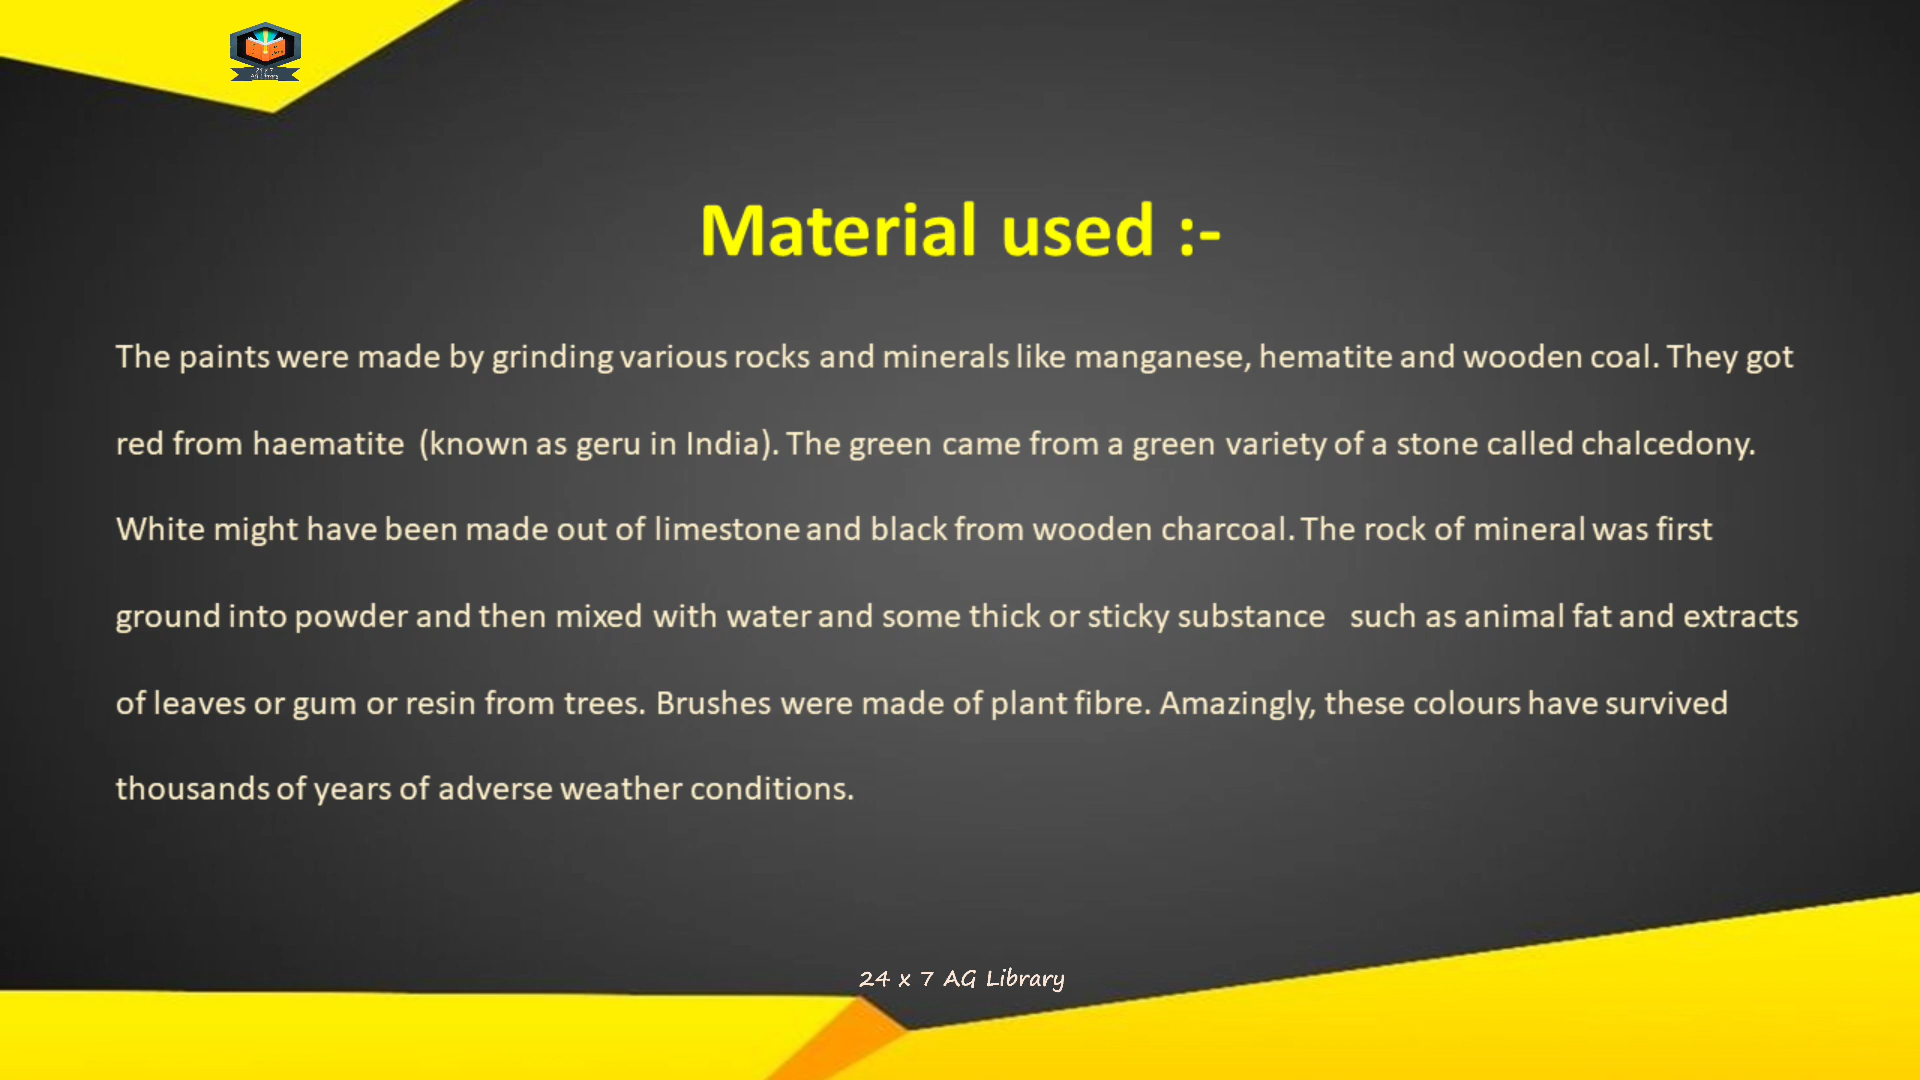 24 x 7
AG Library
Material used :-
The paints were made by grinding various rocks and minerals like manganese, hematite and wooden coal. They got
red from haematite (known as geru in India). The green came from a green variety of a stone called chalcedony.
White might have been made out of limestone and black from wooden charcoal. The rock of mineral was first
ground into powder and then mixed with water and some thick or sticky substance such as animal fat and extracts
of leaves or gum or resin from trees. Brushes were made of plant fibre. Amazingly, these colours have survived
thousands of years of adverse weather conditions.
24 x 7 AG Library